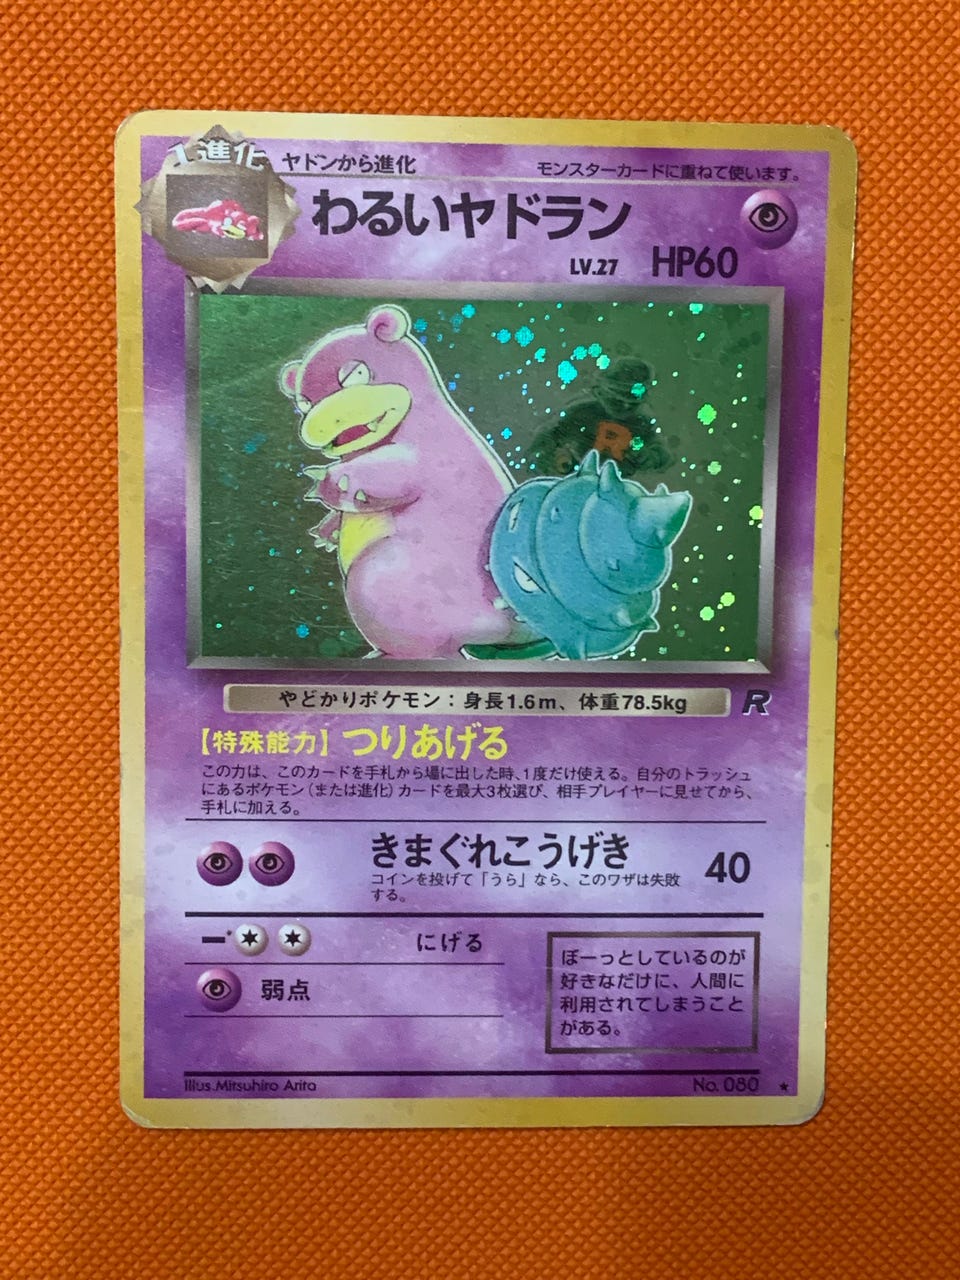 1進化
ヤドンから進化
モンスターカードに重ねて使います。
わるいヤドラン
LV.27 HP60
R
やどかりポケモン：身長1.6m、体重78.5kg
R
【特殊能力】つりあげる
この力は、このカードを手札から場に出した時、1度だけ使える。自分のトラッシュ
にあるポケモン（または進化）カードを最大3枚選び、相手プレイヤーに見せてから、
手札に加える。
きまぐれこうげき
40
コインを投げて「うら」なら、このワザは失敗
する。
にげる
弱点
ぼーっとしているのが
好きなだけに、人間に
利用されてしまうこと
がある。
Illus.Mitsuhiro Arita
No. 080 ★